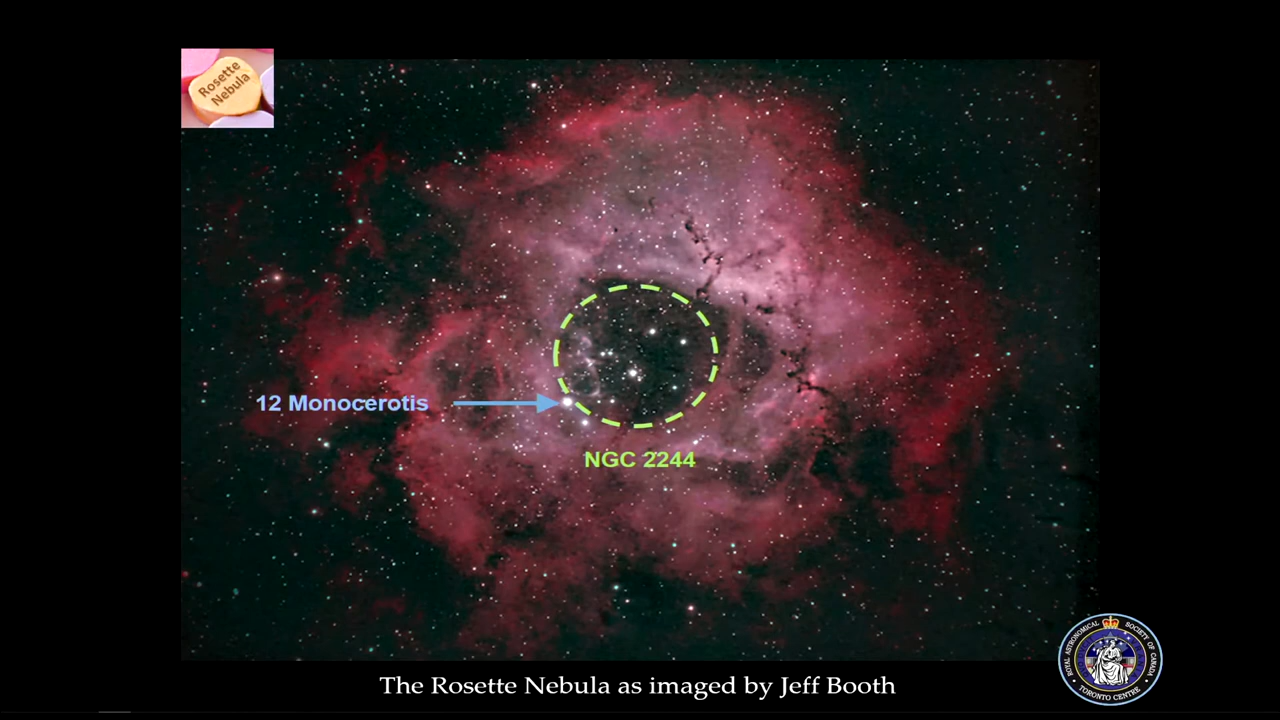 Rosette
Nebula
12 Monocerotis
NGC 2244
The Rosette Nebula as imaged by Jeff Booth
ROYAL ASTRONOMICAL SOCIETY OF CANADA
TORONTO CENTRE